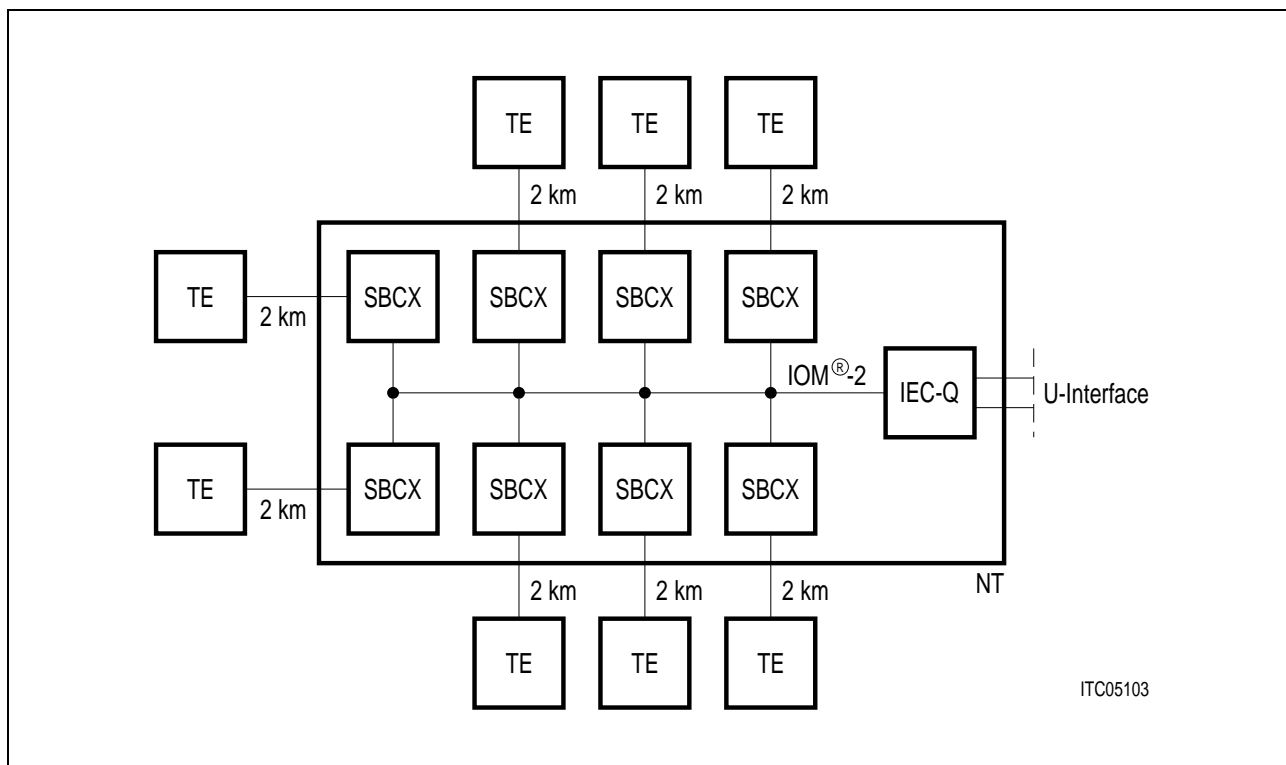 TE TE TE
2 km 2 km 2 km
TE SBCX SBCX SBCX SBCX
2 km
IOM®-2 IEC-Q U-Interface
TE SBCX SBCX SBCX SBCX
2 km
2 km 2 km 2 km NT
TE TE TE
ITC05103